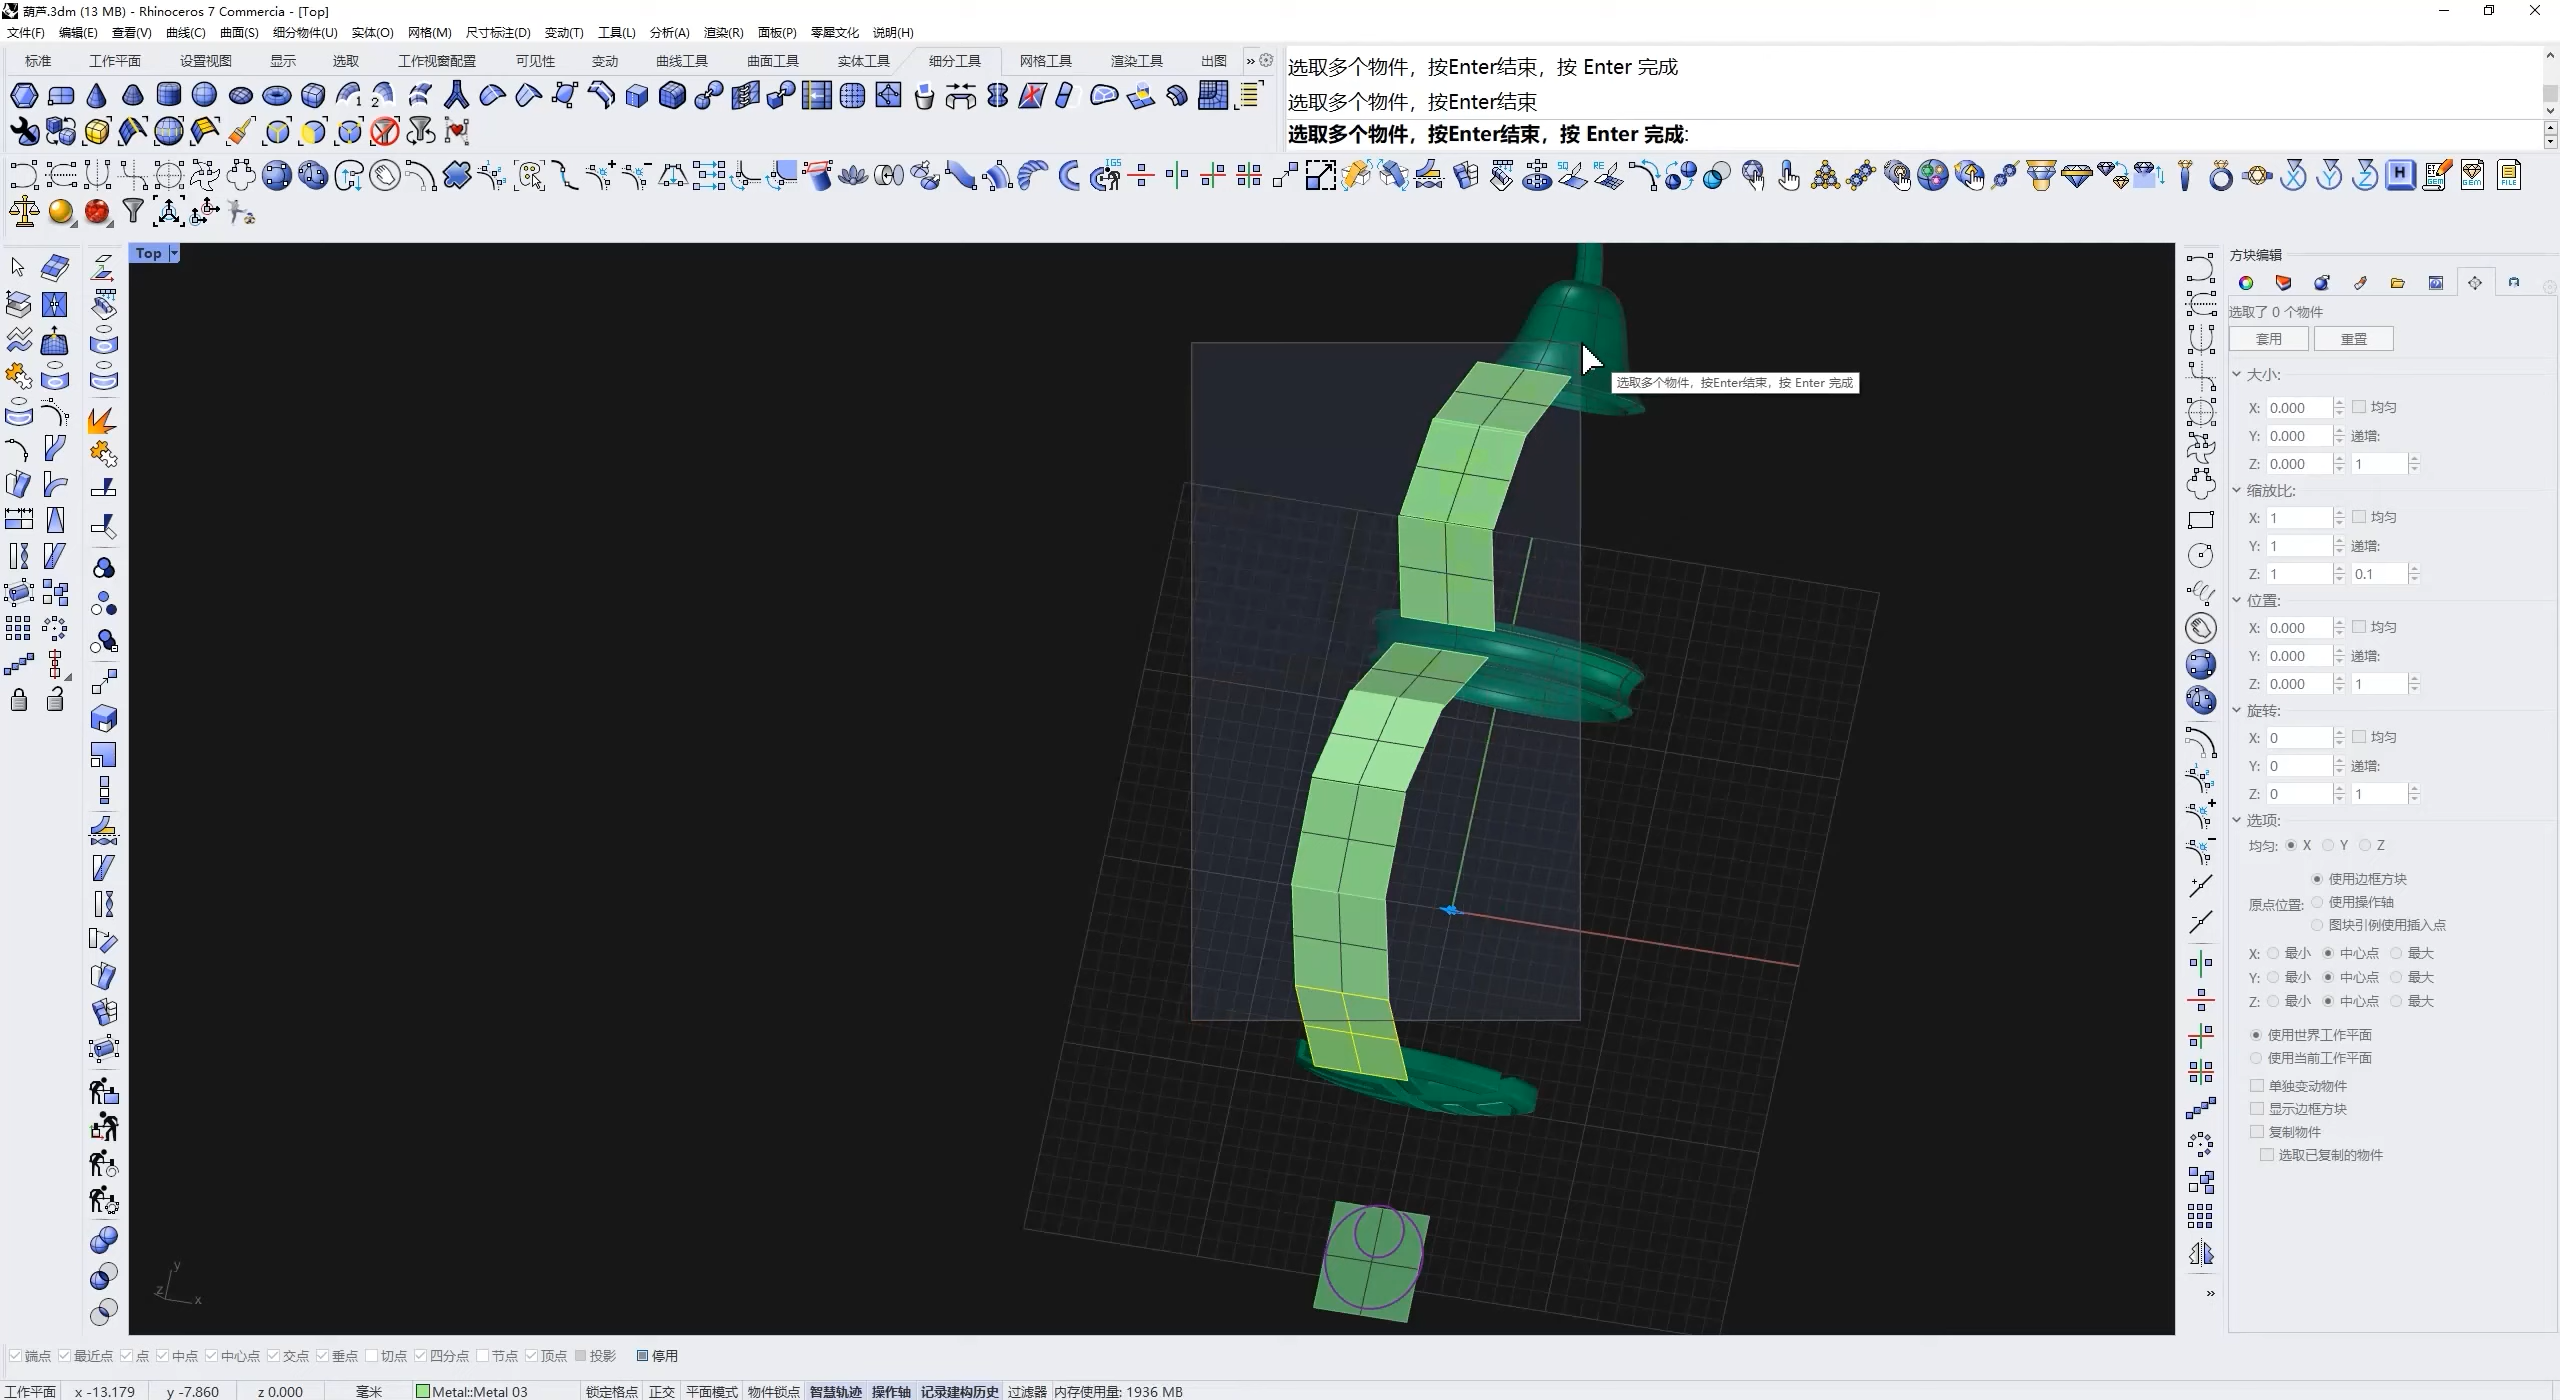 葫芦.3dm (13 MB) - Rhinoceros 7 Commercia - [Top]
文件(F) 编辑(E) 查看(V) 曲线(C) 曲面(S) 细分物件(U) 实体(O) 网格(M) 尺寸标注(D) 变动(T) 工具(L) 分析(A) 渲染(R) 面板(P) 零犀文化 说明(H)
标准 工作平面 设置视图 显示 选取 工作视窗配置 可见性 变动 曲线工具 曲面工具 实体工具 细分工具 网格工具 渲染工具 出图 »
选取多个物件，按Enter结束，按 Enter 完成
选取多个物件，按Enter结束
选取多个物件，按Enter结束，按 Enter 完成:
Top
选取多个物件，按Enter结束，按 Enter 完成
y
z
x
方块编辑
选取了 0 个物件
套用 重置
大小:
X: 0.000 均匀
Y: 0.000 递增:
Z: 0.000 1
缩放比:
X: 1 均匀
Y: 1 递增:
Z: 1 0.1
位置:
X: 0.000 均匀
Y: 0.000 递增:
Z: 0.000 1
旋转:
X: 0 均匀
Y: 0 递增:
Z: 0 1
选项:
均匀: X Y Z
使用边框方块
原点位置: 使用操作轴
图块引例使用插入点
X: 最小 中心点 最大
Y: 最小 中心点 最大
Z: 最小 中心点 最大
使用世界工作平面
使用当前工作平面
单独变动物件
显示边框方块
复制物件
选取已复制的物件
端点 最近点 点 中点 中心点 交点 垂点 切点 四分点 节点 顶点 投影 停用
工作平面 x -13.179 y -7.860 z 0.000 毫米 Metal::Metal 03 锁定格点 正交 平面模式 物件锁点 智慧轨迹 操作轴 记录建构历史 过滤器 内存使用量: 1936 MB